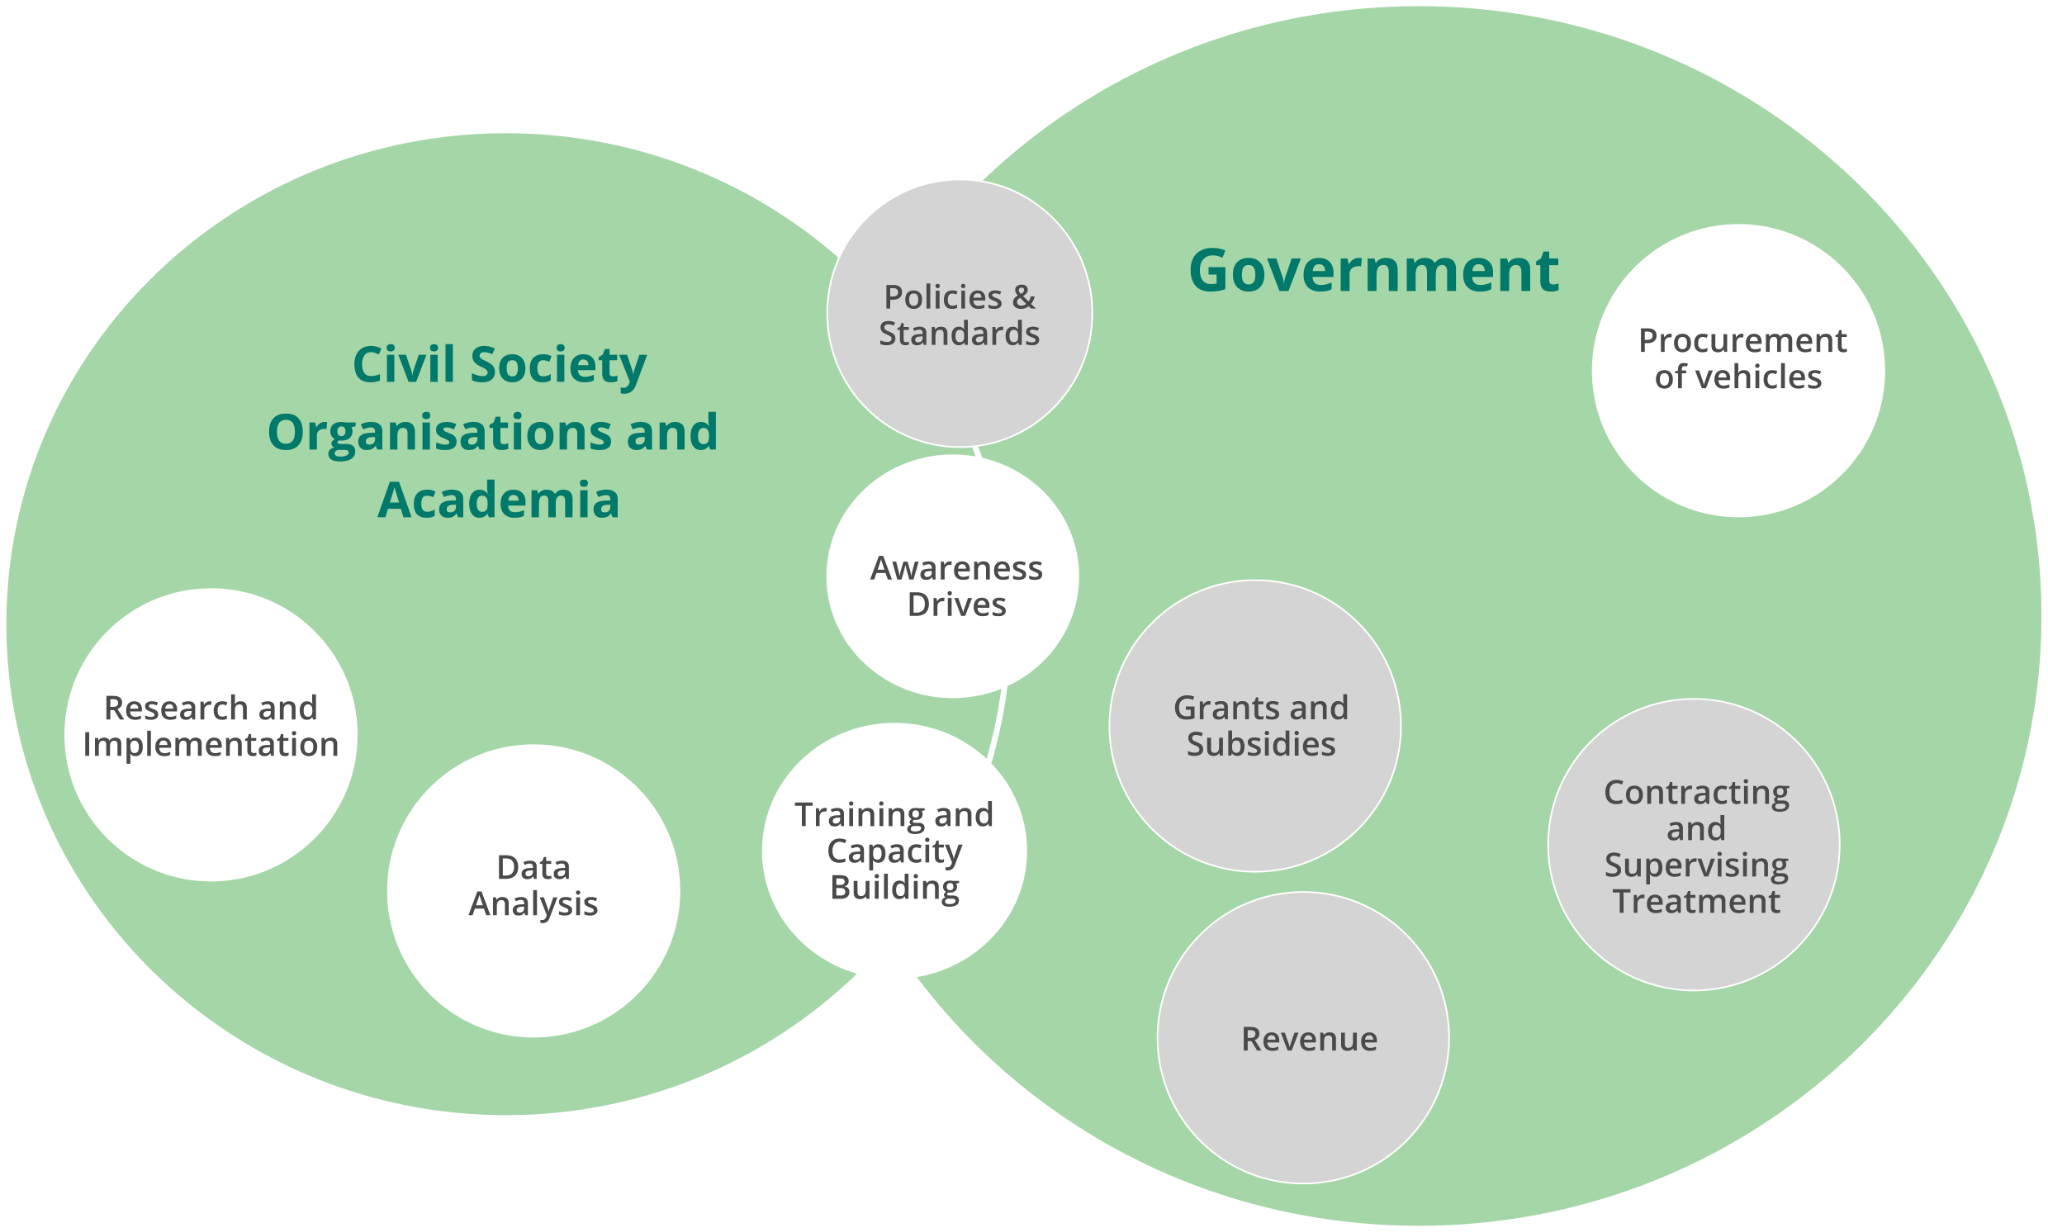 Civil Society
Organisations and
Academia
Research and
Implementation
Data
Analysis
Policies &
Standards
Awareness
Drives
Training and
Capacity
Building
Government
Procurement
of vehicles
Grants and
Subsidies
Contracting
and
Supervising
Treatment
Revenue